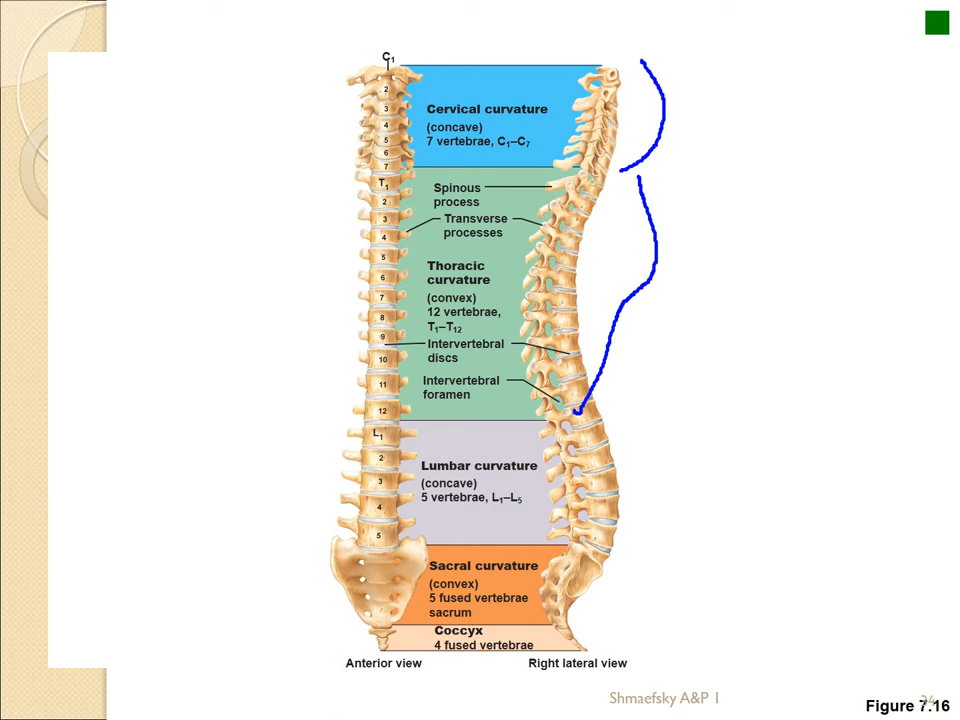 C1
2
3
4
5
6
7
T1
2
3
4
5
6
7
8
9
10
11
12
L1
2
3
4
5
Cervical curvature
(concave)
7 vertebrae, C1–C7
Spinous
process
Transverse
processes
Thoracic
curvature
(convex)
12 vertebrae,
T1–T12
Intervertebral
discs
Intervertebral
foramen
Lumbar curvature
(concave)
5 vertebrae, L1–L5
Sacral curvature
(convex)
5 fused vertebrae
sacrum
Coccyx
4 fused vertebrae
Anterior view
Right lateral view
Shmaefsky A&P 1
Figure 7.16